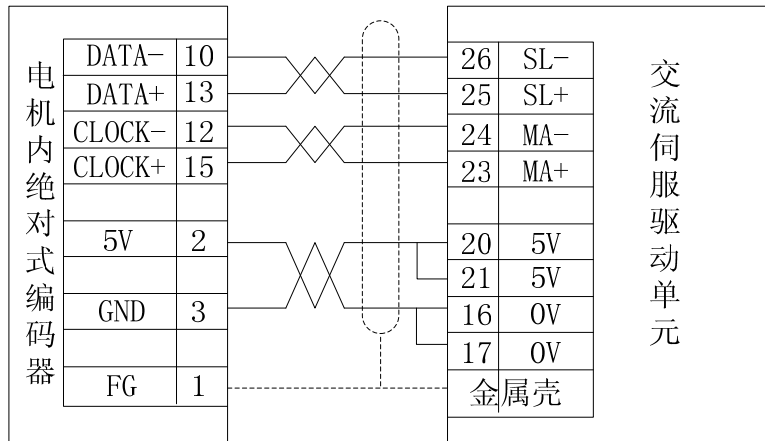 电机内绝对式编码器
DATA- 10
DATA+ 13
CLOCK- 12
CLOCK+ 15
5V 2
GND 3
FG 1
26 SL-
25 SL+
24 MA-
23 MA+
20 5V
21 5V
16 0V
17 0V
金属壳
交流伺服驱动单元